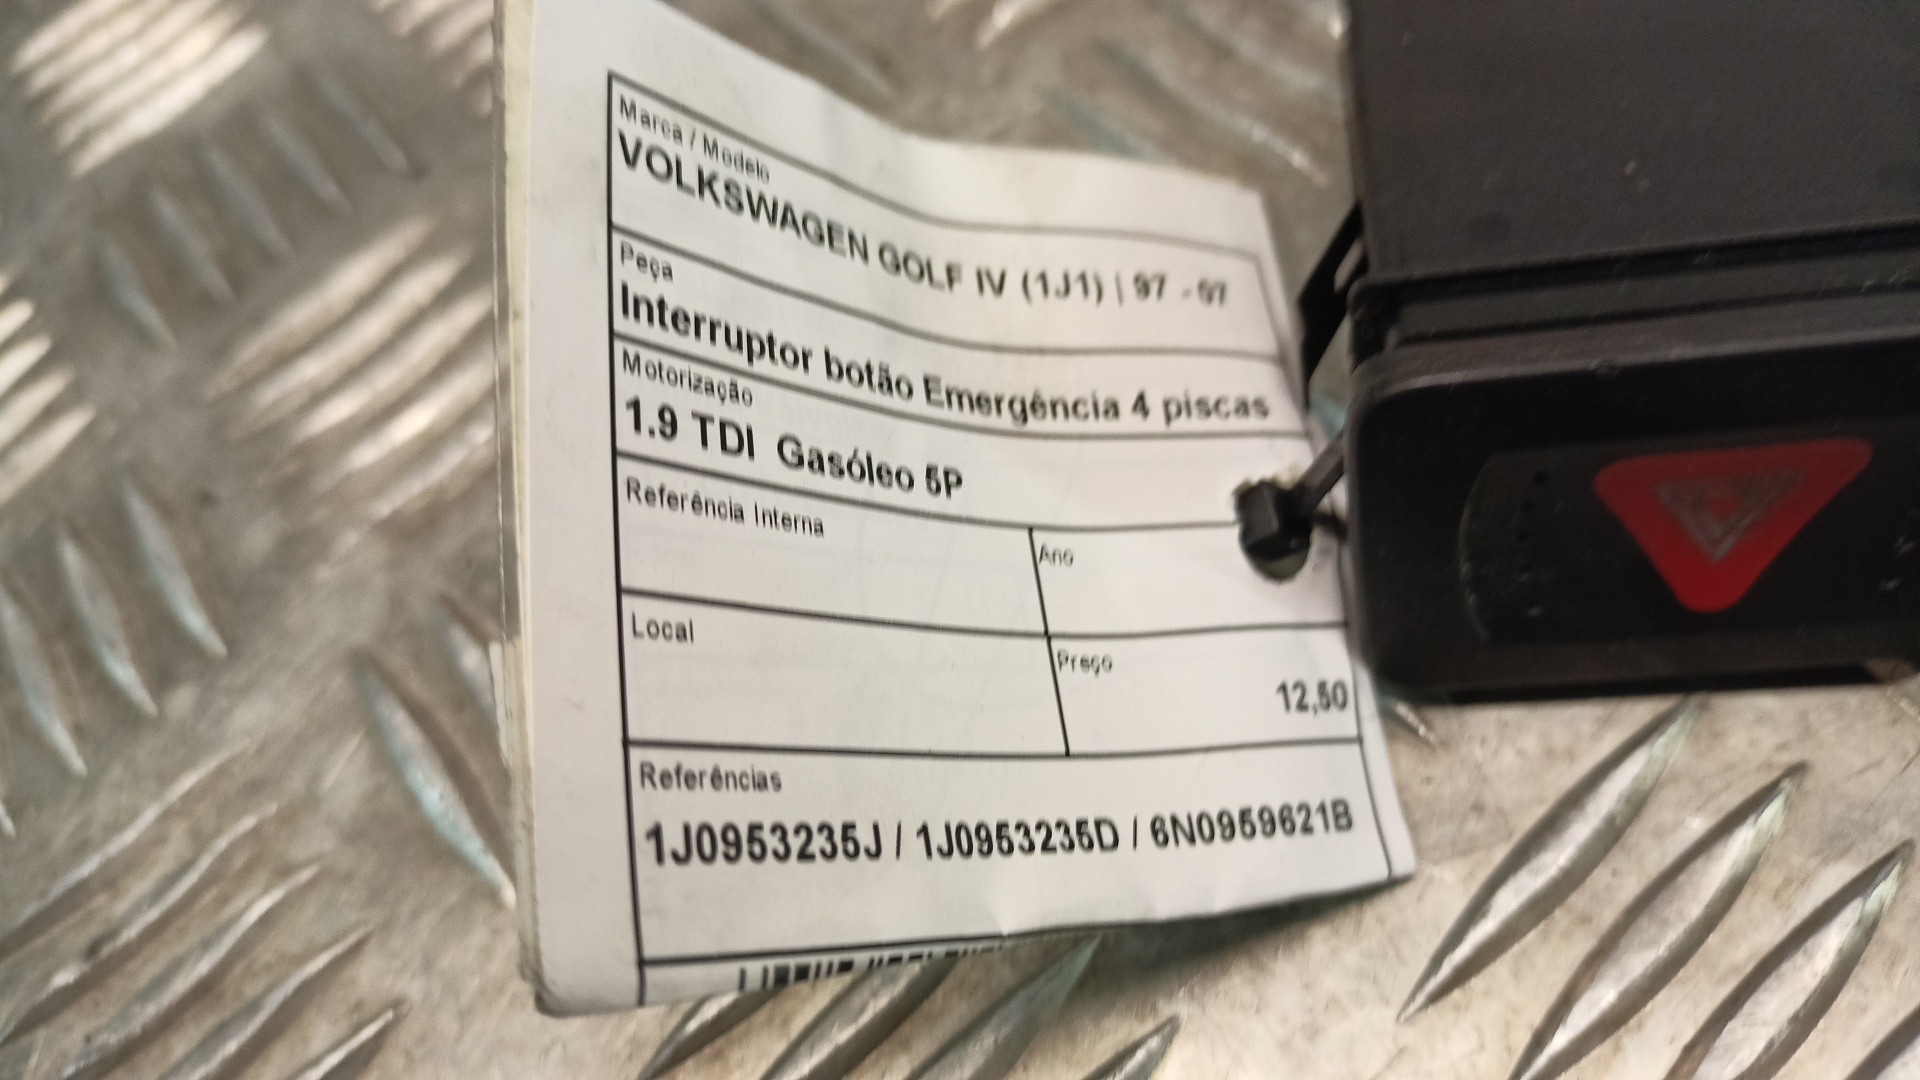 Marca / Modelo
VOLKSWAGEN GOLF IV (1J1) | 97 - 07
Peça
Interruptor botão Emergência 4 piscas
Motorização
1.9 TDI Gasóleo 5P
Referência Interna
Ano
Local
Preço
12,50
Referências
1J0953235J / 1J0953235D / 6N0959621B